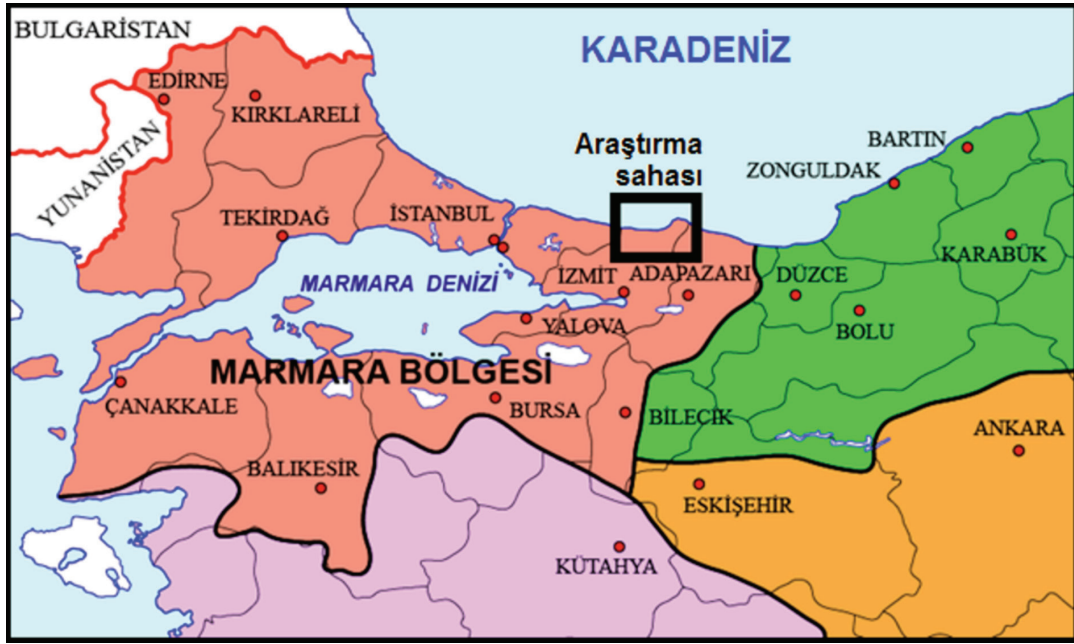 BULGARİSTAN
KARADENİZ
EDİRNE
KIRKLARELİ
YUNANİSTAN
Araştırma
sahası
BARTIN
ZONGULDAK
TEKİRDAĞ
İSTANBUL
KARABÜK
MARMARA DENİZİ
İZMİT
ADAPAZARI
DÜZCE
BOLU
YALOVA
MARMARA BÖLGESİ
ÇANAKKALE
BURSA
BİLECİK
ANKARA
BALIKESİR
ESKİŞEHİR
KÜTAHYA